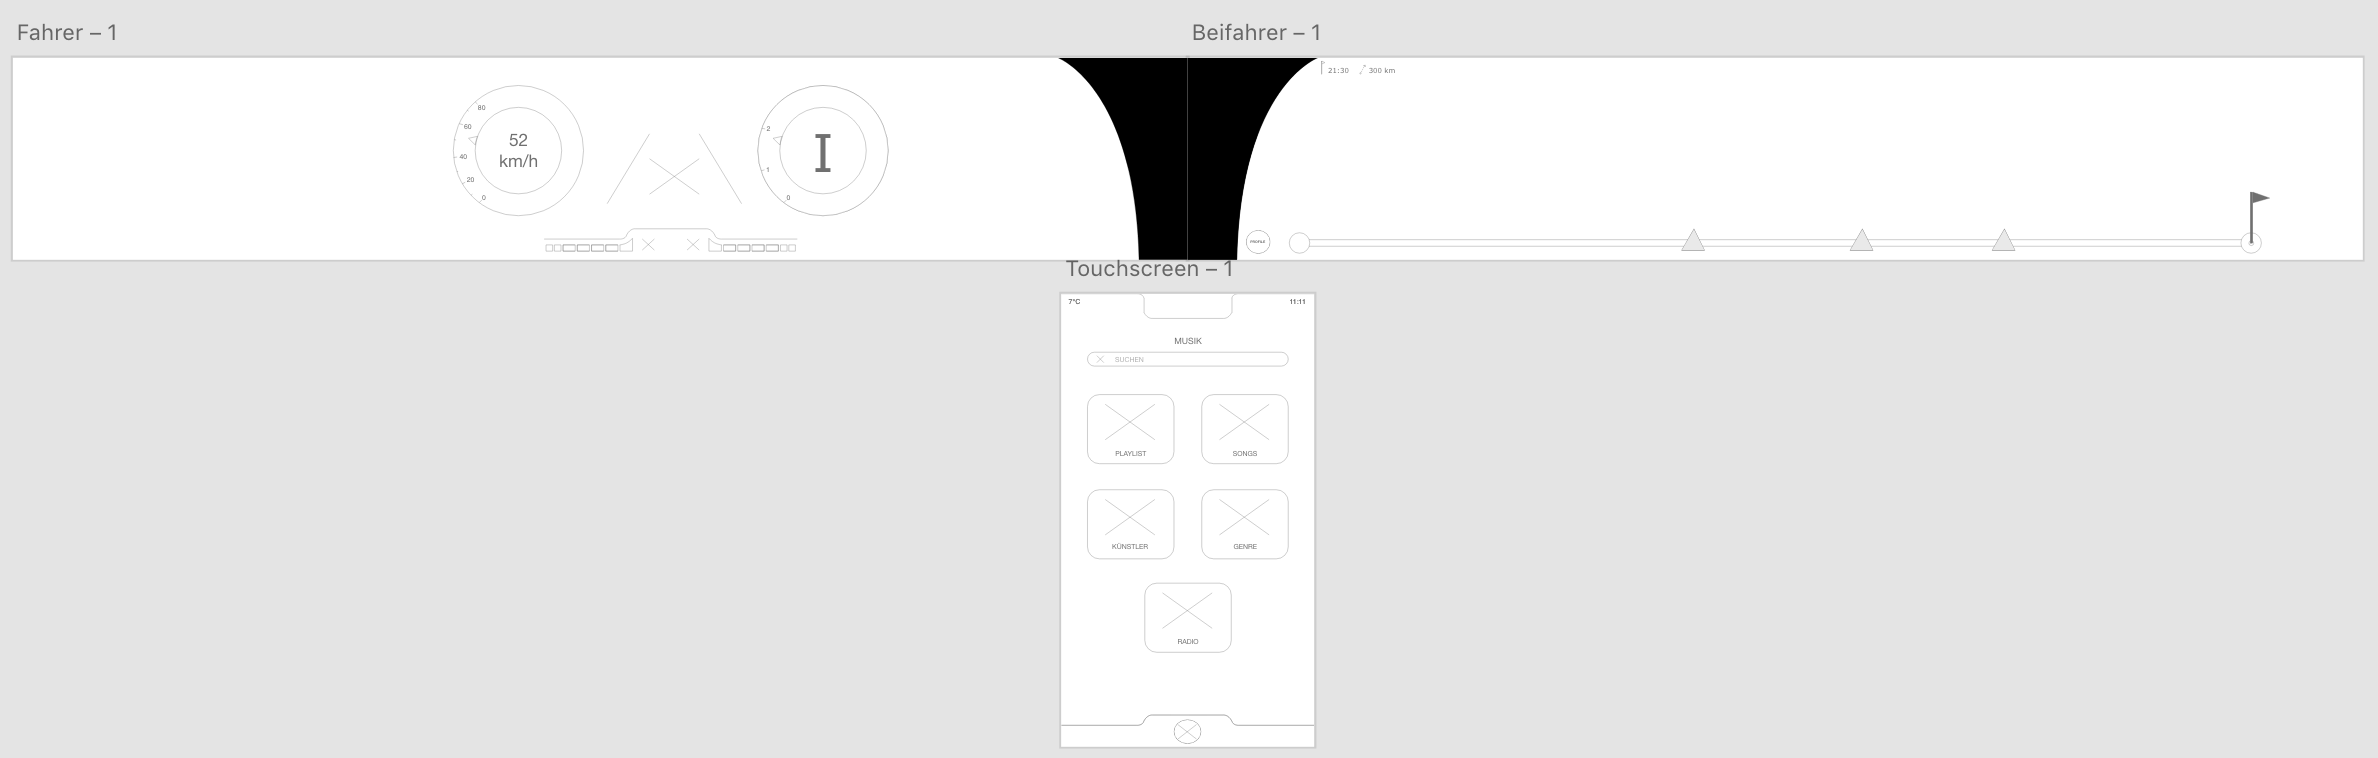 Fahrer – 1
Beifahrer – 1
21:30 300 km
80
60
40
20
0
52
km/h
2
1
0
I
PROFILE
Touchscreen – 1
7°C 11:11
MUSIK
SUCHEN
PLAYLIST SONGS
KÜNSTLER GENRE
RADIO